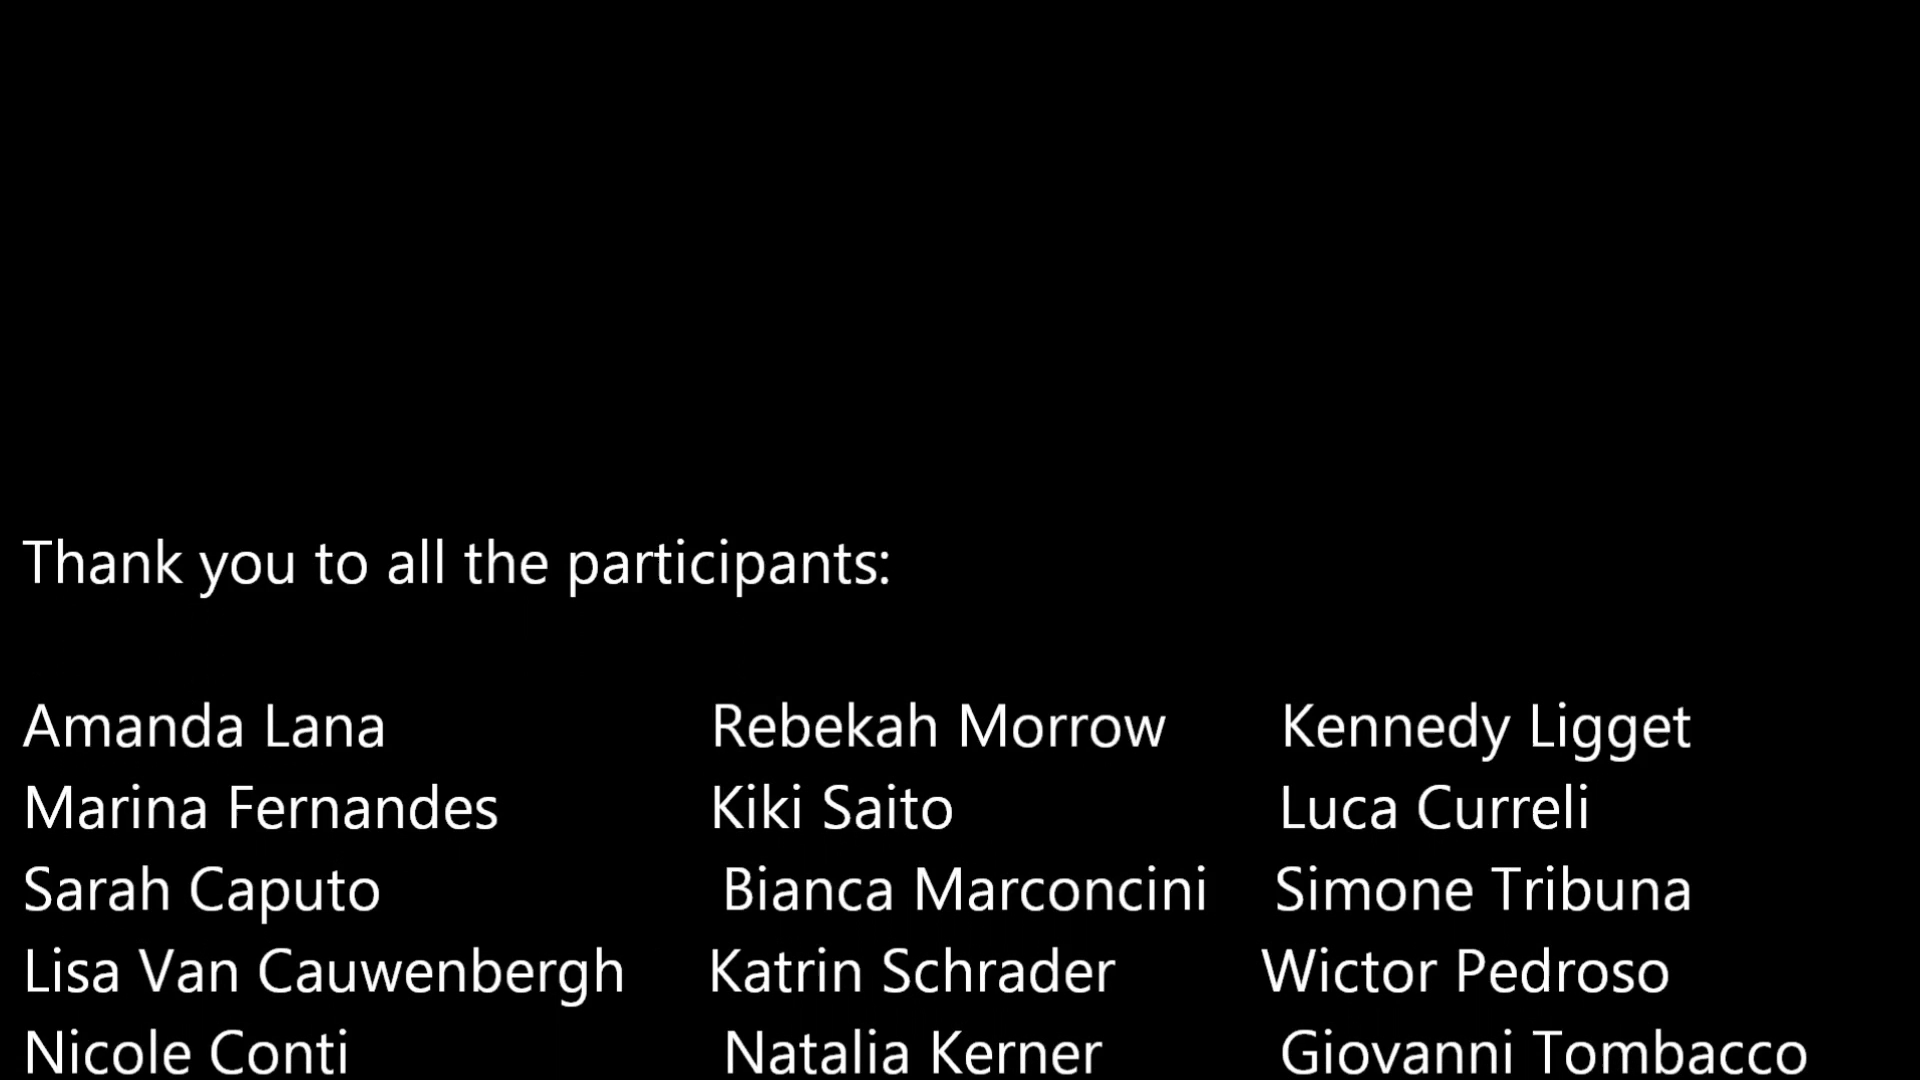 Thank you to all the participants:
Amanda Lana Rebekah Morrow Kennedy Ligget
Marina Fernandes Kiki Saito Luca Curreli
Sarah Caputo Bianca Marconcini Simone Tribuna
Lisa Van Cauwenbergh Katrin Schrader Wictor Pedroso
Nicole Conti Natalia Kerner Giovanni Tombacco